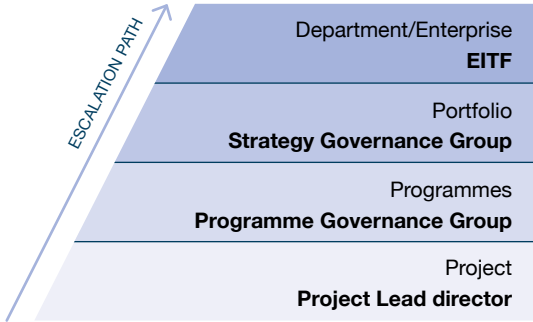 ESCALATION PATH
Department/Enterprise
EITF
Portfolio
Strategy Governance Group
Programmes
Programme Governance Group
Project
Project Lead director